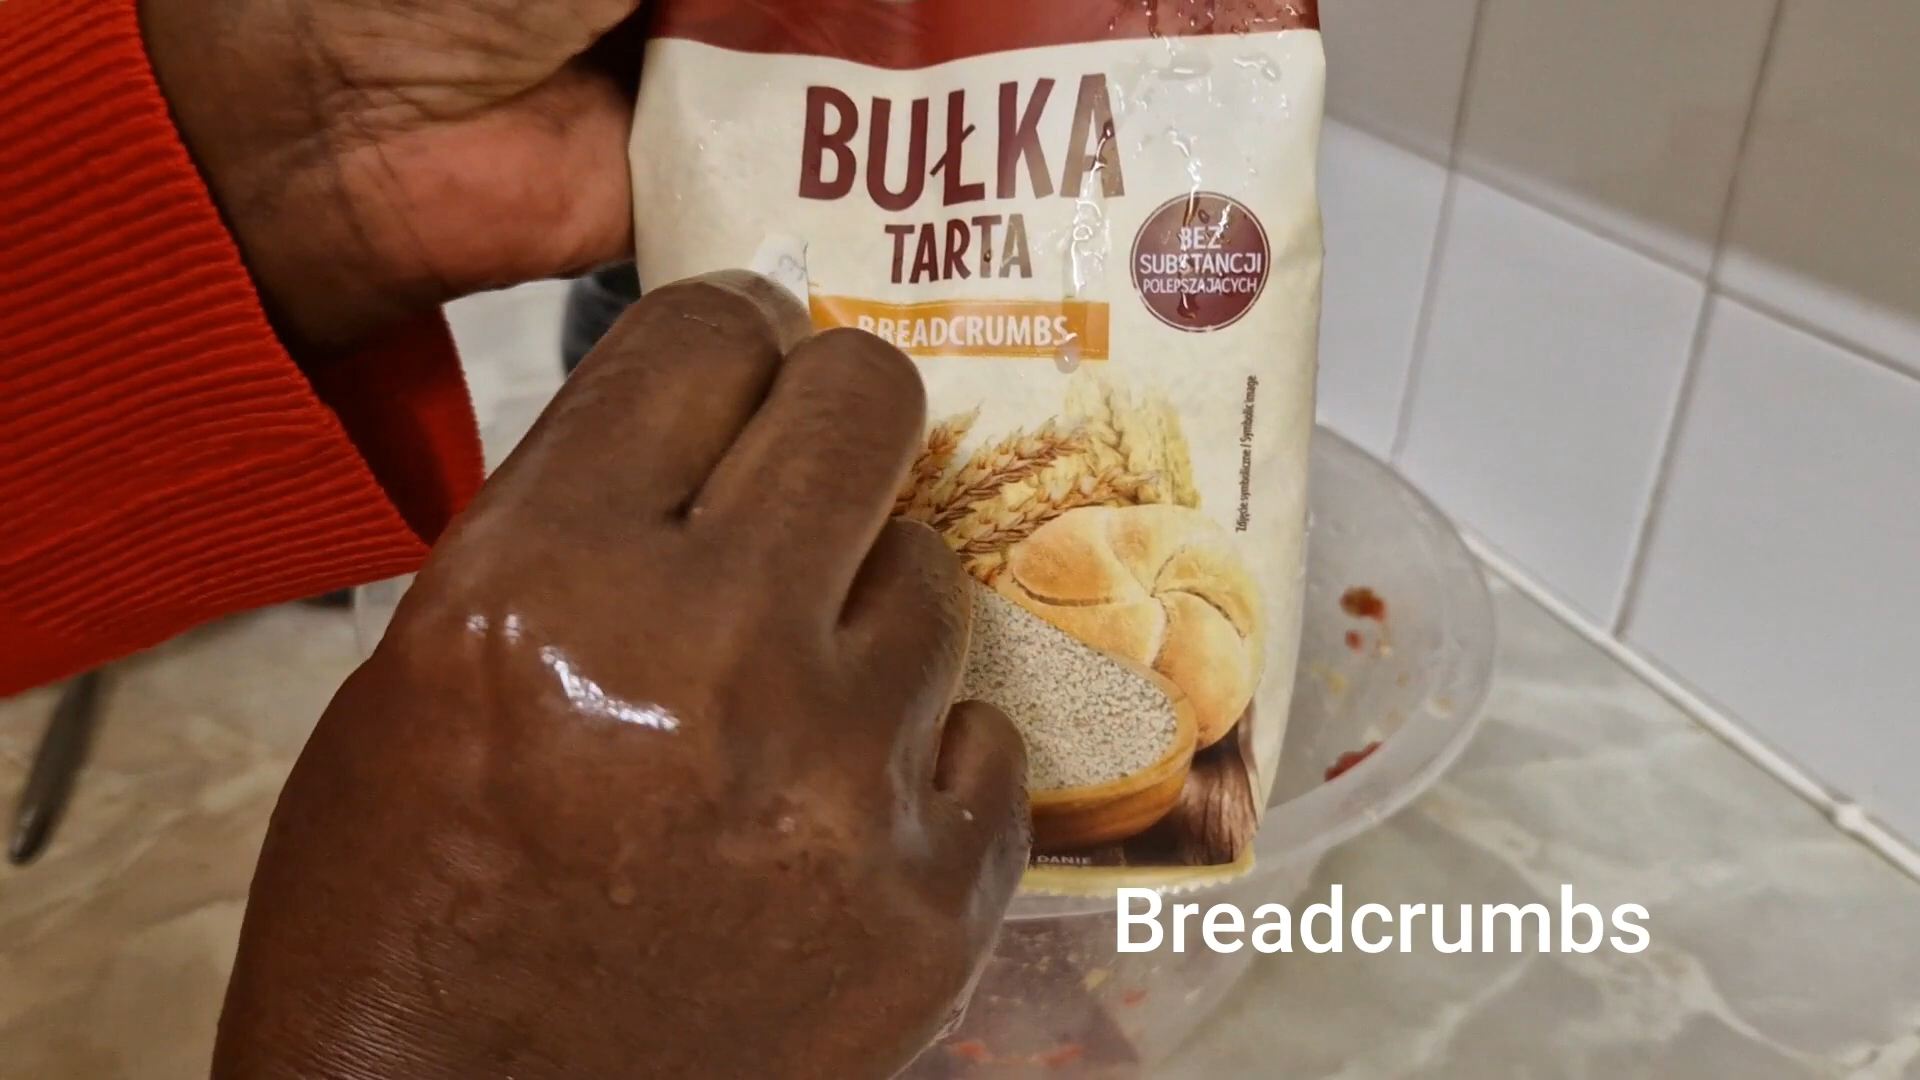 BUŁKA
TARTA
BREADCRUMBS
BEZ
SUBSTANCJI
POLEPSZAJĄCYCH
Zdjęcie symboliczne / Symbolic image
DANIE
Breadcrumbs